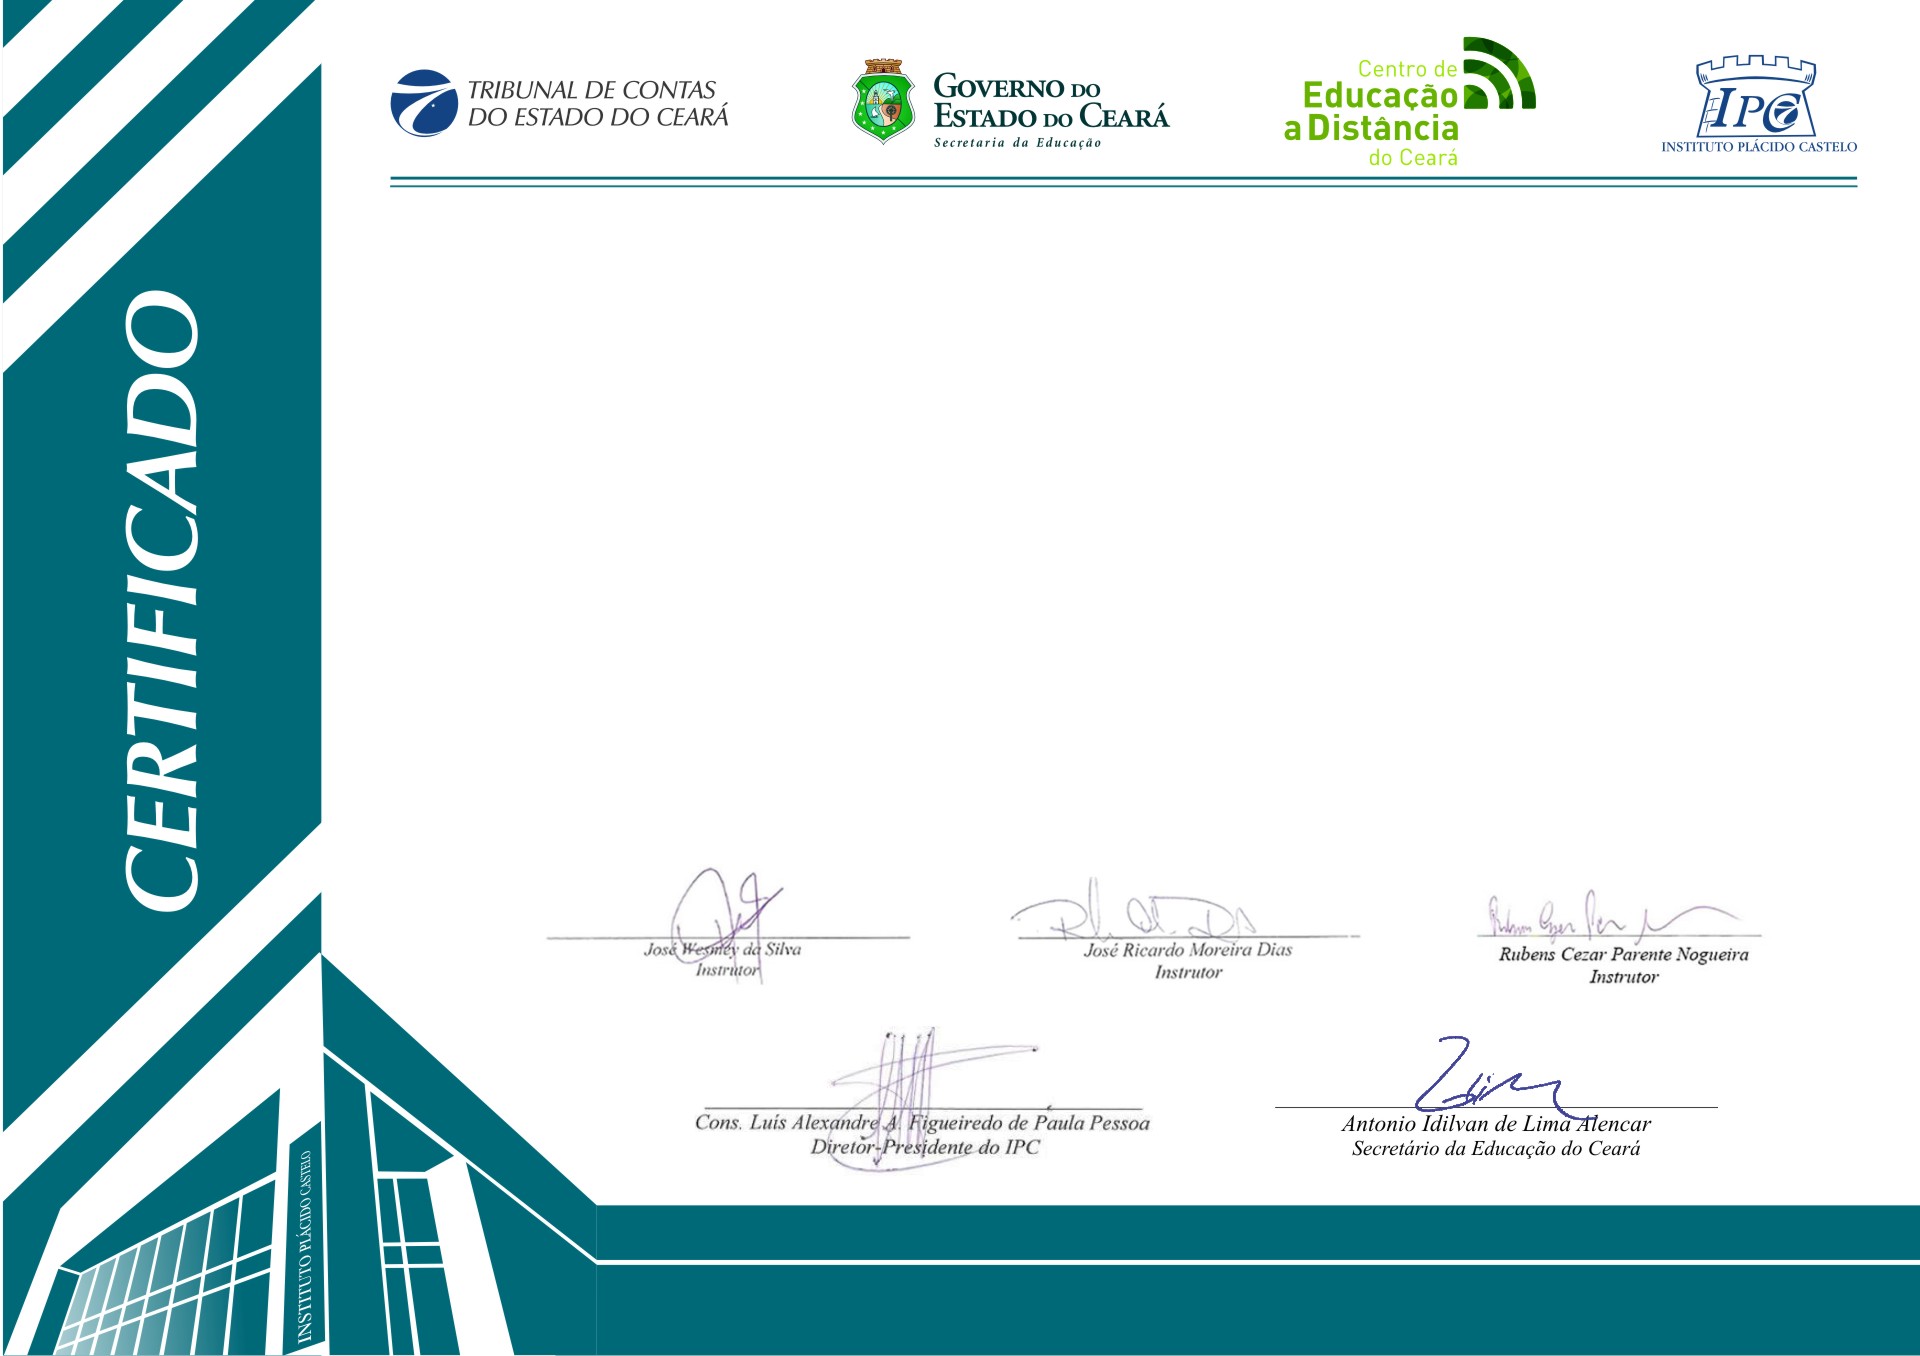 TRIBUNAL DE CONTAS
DO ESTADO DO CEARÁ
GOVERNO DO
ESTADO DO CEARÁ
Secretaria da Educação
Centro de
Educação
a Distância
do Ceará
IPC
INSTITUTO PLÁCIDO CASTELO
CERTIFICADO
José Wesmey da Silva
Instrutor
José Ricardo Moreira Dias
Instrutor
Rubens Cezar Parente Nogueira
Instrutor
Cons. Luís Alexandre A. Figueiredo de Paula Pessoa
Diretor-Presidente do IPC
Antonio Idilvan de Lima Alencar
Secretário da Educação do Ceará
INSTITUTO PLÁCIDO CASTELO